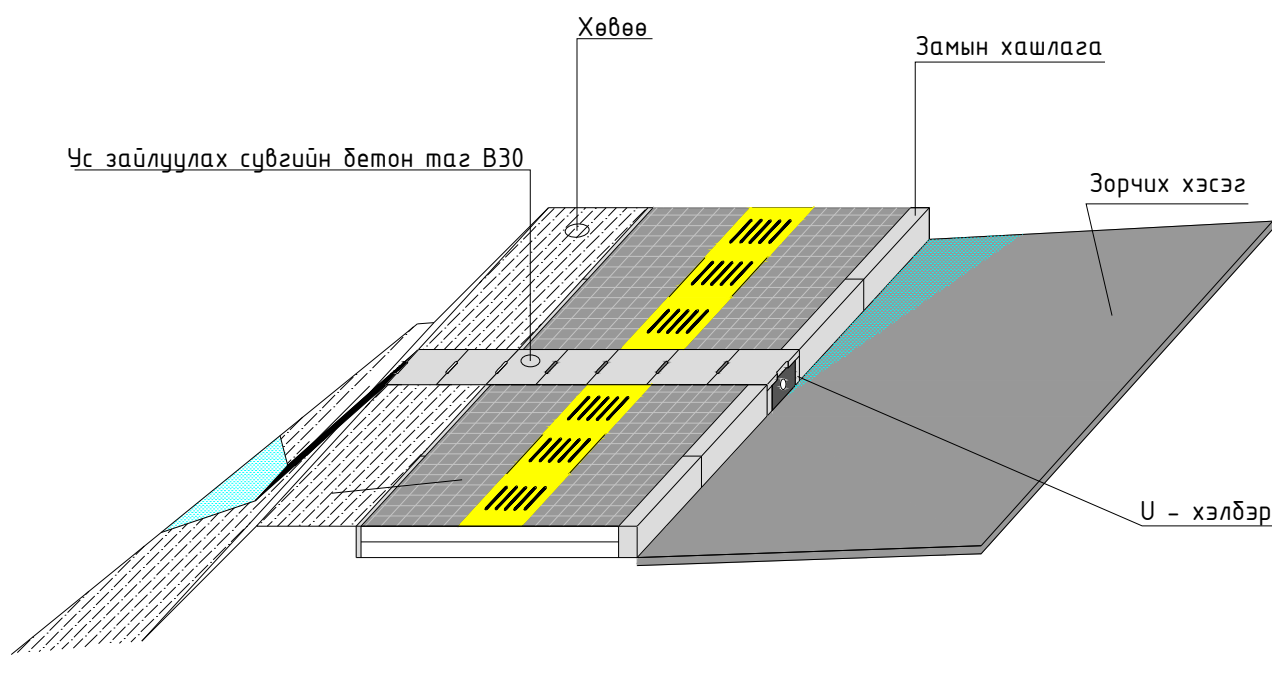 Хөвөө
Замын хашлага
Ус зайлуулах сувгийн бетон таг B30
Зорчих хэсэг
U - хэлбэр